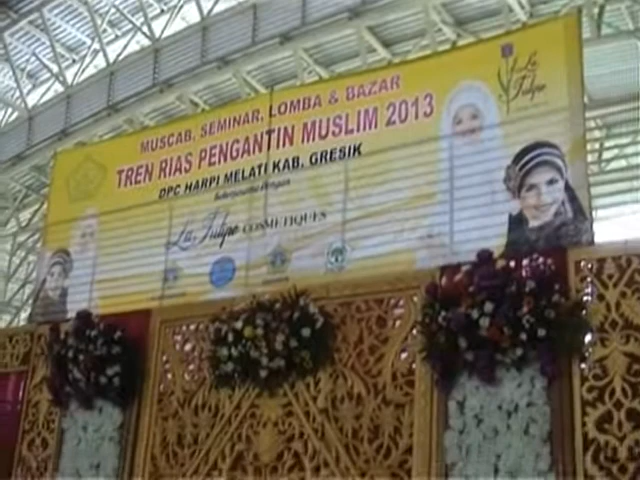 MUSCAB, SEMINAR, LOMBA & BAZAR
TREN RIAS PENGANTIN MUSLIM 2013
DPC HARPI MELATI KAB. GRESIK
La Tulipe COSMETIQUES
La Tulipe